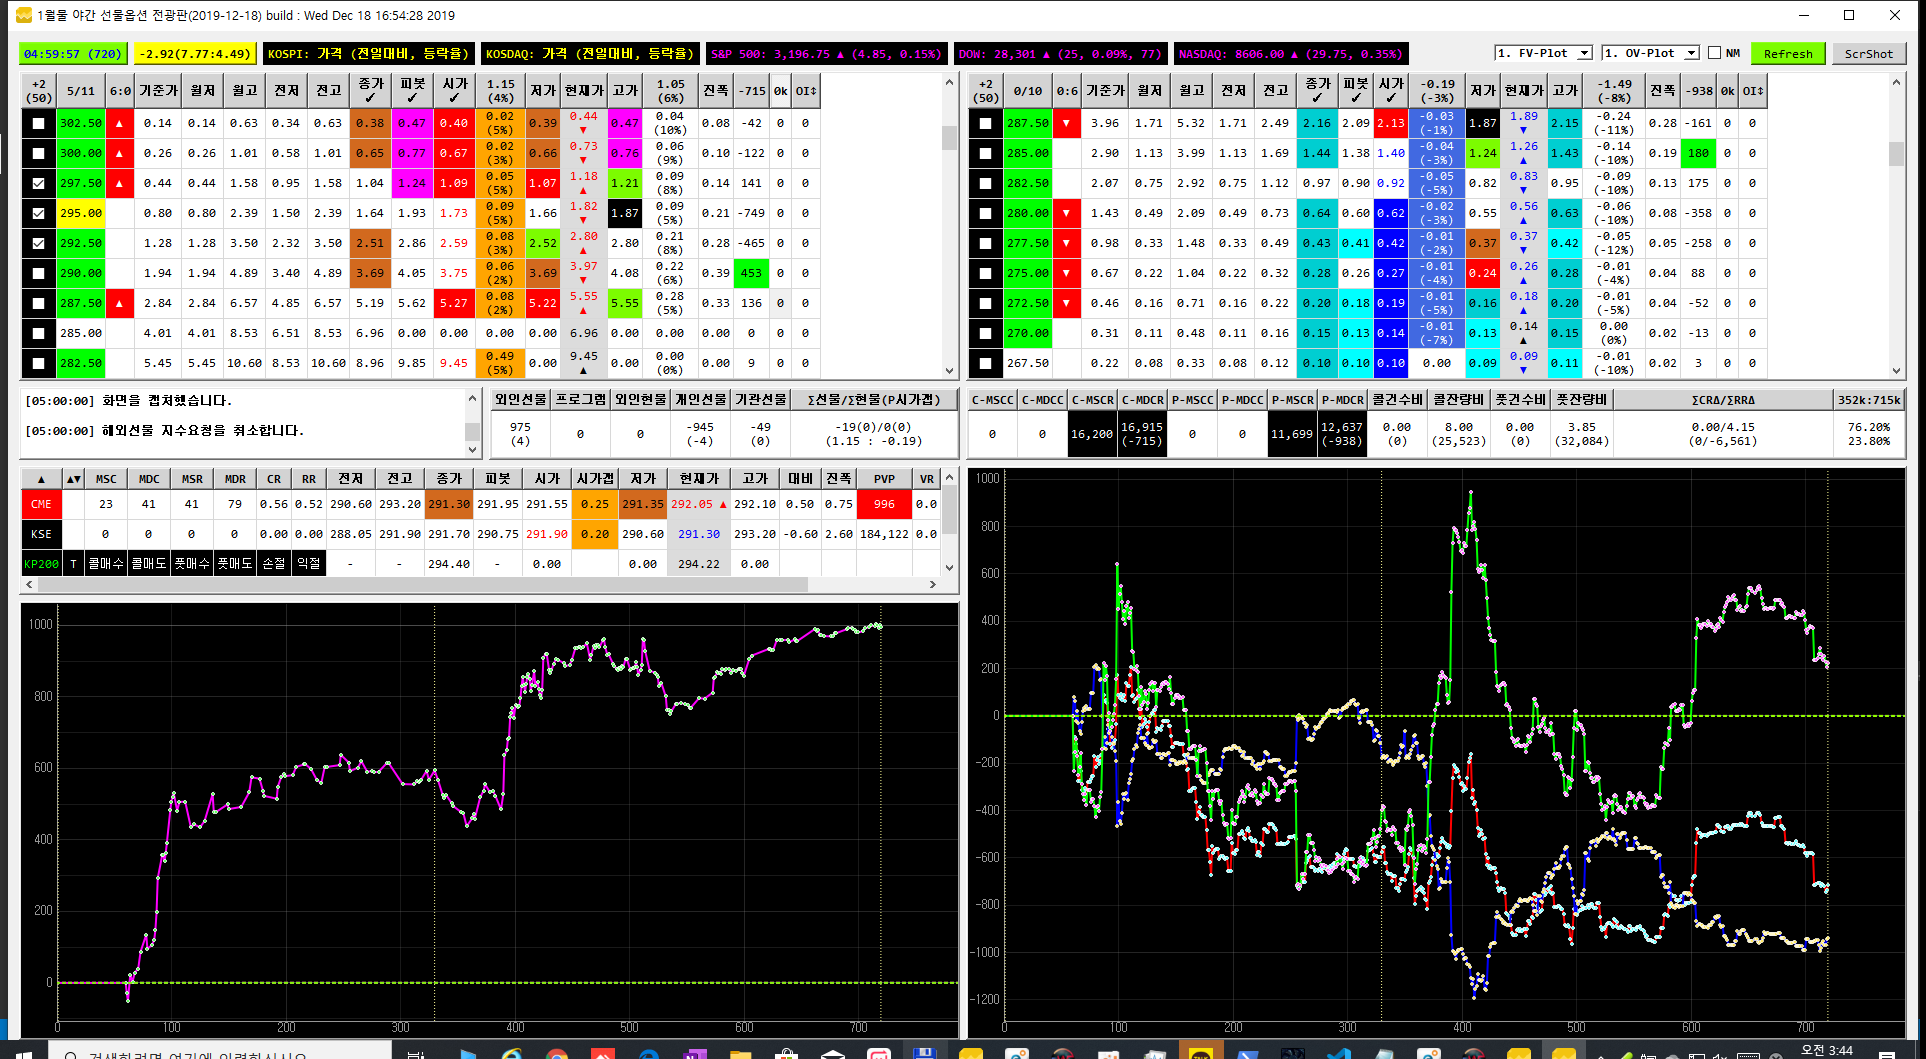 1월물 야간 선물옵션 전광판(2019-12-18) build : Wed Dec 18 16:54:28 2019
04:59:57 (720) -2.92(7.77:4.49) KOSPI: 가격 (전일대비, 등락율) KOSDAQ: 가격 (전일대비, 등락율) S&P 500: 3,196.75 ▲ (4.85, 0.15%) DOW: 28,301 ▲ (25, 0.09%, 77) NASDAQ: 8606.00 ▲ (29.75, 0.35%) 1. FV-Plot 1. OV-Plot NM Refresh ScrShot
+2 (50) 5/11 6:0 기준가 월저 월고 전저 전고 종가 ✓ 피봇 ✓ 시가 ✓ 1.15 (4%) 저가 현재가 고가 1.05 (6%) 진폭 -715 0k OI↕
302.50 ▲ 0.14 0.14 0.63 0.34 0.63 0.38 0.47 0.40 0.02 (5%) 0.39 0.44 ▼ 0.47 0.04 (10%) 0.08 -42 0 0
300.00 ▲ 0.26 0.26 1.01 0.58 1.01 0.65 0.77 0.67 0.02 (3%) 0.66 0.73 ▼ 0.76 0.06 (9%) 0.10 -122 0 0
297.50 ▲ 0.44 0.44 1.58 0.95 1.58 1.04 1.24 1.09 0.05 (5%) 1.07 1.18 ▲ 1.21 0.09 (8%) 0.14 141 0 0
295.00 0.80 0.80 2.39 1.50 2.39 1.64 1.93 1.73 0.09 (5%) 1.66 1.82 ▼ 1.87 0.09 (5%) 0.21 -749 0 0
292.50 1.28 1.28 3.50 2.32 3.50 2.51 2.86 2.59 0.08 (3%) 2.52 2.80 ▲ 2.80 0.21 (8%) 0.28 -465 0 0
290.00 1.94 1.94 4.89 3.40 4.89 3.69 4.05 3.75 0.06 (2%) 3.69 3.97 ▼ 4.08 0.22 (6%) 0.39 453 0 0
287.50 ▲ 2.84 2.84 6.57 4.85 6.57 5.19 5.62 5.27 0.08 (2%) 5.22 5.55 ▲ 5.55 0.28 (5%) 0.33 136 0 0
285.00 4.01 4.01 8.53 6.51 8.53 6.96 0.00 0.00 0.00 0.00 6.96 0.00 0.00 0.00 0 0 0
282.50 5.45 5.45 10.60 8.53 10.60 8.96 9.85 9.45 0.49 (5%) 0.00 9.45 ▲ 0.00 0.00 (0%) 0.00 9 0 0
+2 (50) 0/10 0:6 기준가 월저 월고 전저 전고 종가 ✓ 피봇 ✓ 시가 ✓ -0.19 (-3%) 저가 현재가 고가 -1.49 (-8%) 진폭 -938 0k OI↕
287.50 ▼ 3.96 1.71 5.32 1.71 2.49 2.16 2.09 2.13 -0.03 (-1%) 1.87 1.89 ▼ 2.15 -0.24 (-11%) 0.28 -161 0 0
285.00 2.90 1.13 3.99 1.13 1.69 1.44 1.38 1.40 -0.04 (-3%) 1.24 1.26 ▲ 1.43 -0.14 (-10%) 0.19 180 0 0
282.50 2.07 0.75 2.92 0.75 1.12 0.97 0.90 0.92 -0.05 (-5%) 0.82 0.83 ▼ 0.95 -0.09 (-10%) 0.13 175 0 0
280.00 ▼ 1.43 0.49 2.09 0.49 0.73 0.64 0.60 0.62 -0.02 (-3%) 0.55 0.56 ▲ 0.63 -0.06 (-10%) 0.08 -358 0 0
277.50 ▼ 0.98 0.33 1.48 0.33 0.49 0.43 0.41 0.42 -0.01 (-2%) 0.37 0.37 ▼ 0.42 -0.05 (-12%) 0.05 -258 0 0
275.00 ▼ 0.67 0.22 1.04 0.22 0.32 0.28 0.26 0.27 -0.01 (-4%) 0.24 0.26 ▲ 0.28 -0.01 (-4%) 0.04 88 0 0
272.50 ▼ 0.46 0.16 0.71 0.16 0.22 0.20 0.18 0.19 -0.01 (-5%) 0.16 0.18 ▲ 0.20 -0.01 (-5%) 0.04 -52 0 0
270.00 0.31 0.11 0.48 0.11 0.16 0.15 0.13 0.14 -0.01 (-7%) 0.13 0.14 ▲ 0.15 0.00 (0%) 0.02 -13 0 0
267.50 0.22 0.08 0.33 0.08 0.12 0.10 0.10 0.10 0.00 0.09 0.09 ▼ 0.11 -0.01 (-10%) 0.02 3 0 0
[05:00:00] 화면을 캡쳐했습니다.
[05:00:00] 해외선물 지수요청을 취소합니다.
외인선물 프로그램 외인현물 개인선물 기관선물 Σ선물/Σ현물(P시가갭)
975 (4) 0 0 -945 (-4) -49 (0) -19(0)/0(0) (1.15 : -0.19)
C-MSCC C-MDCC C-MSCR C-MDCR P-MSCC P-MDCC P-MSCR P-MDCR 콜건수비 콜잔량비 풋건수비 풋잔량비 ΣCRΔ/ΣRRΔ 352k:715k
0 0 16,200 16,915 (-715) 0 0 11,699 12,637 (-938) 0.00 (0) 8.00 (25,523) 0.00 (0) 3.85 (32,084) 0.00/4.15 (0/-6,561) 76.20% 23.80%
▲ ▲▼ MSC MDC MSR MDR CR RR 전저 전고 종가 피봇 시가 시가갭 저가 현재가 고가 대비 진폭 PVP VR
CME 23 41 41 79 0.56 0.52 290.60 293.20 291.30 291.95 291.55 0.25 291.35 292.05 ▲ 292.10 0.50 0.75 996 0.0
KSE 0 0 0 0 0.00 0.00 288.05 291.90 291.70 290.75 291.90 0.20 290.60 291.30 293.20 -0.60 2.60 184,122 0.0
KP200 T 콜매수 콜매도 풋매수 풋매도 손절 익절 - - 294.40 - 0.00 0.00 294.22 0.00
1000
800
600
400
200
0
0 100 200 300 400 500 600 700
1000
800
600
400
200
0
-200
-400
-600
-800
-1000
-1200
0 100 200 300 400 500 600 700
검색하려면 여기에 입력하십시오
오전 3:44